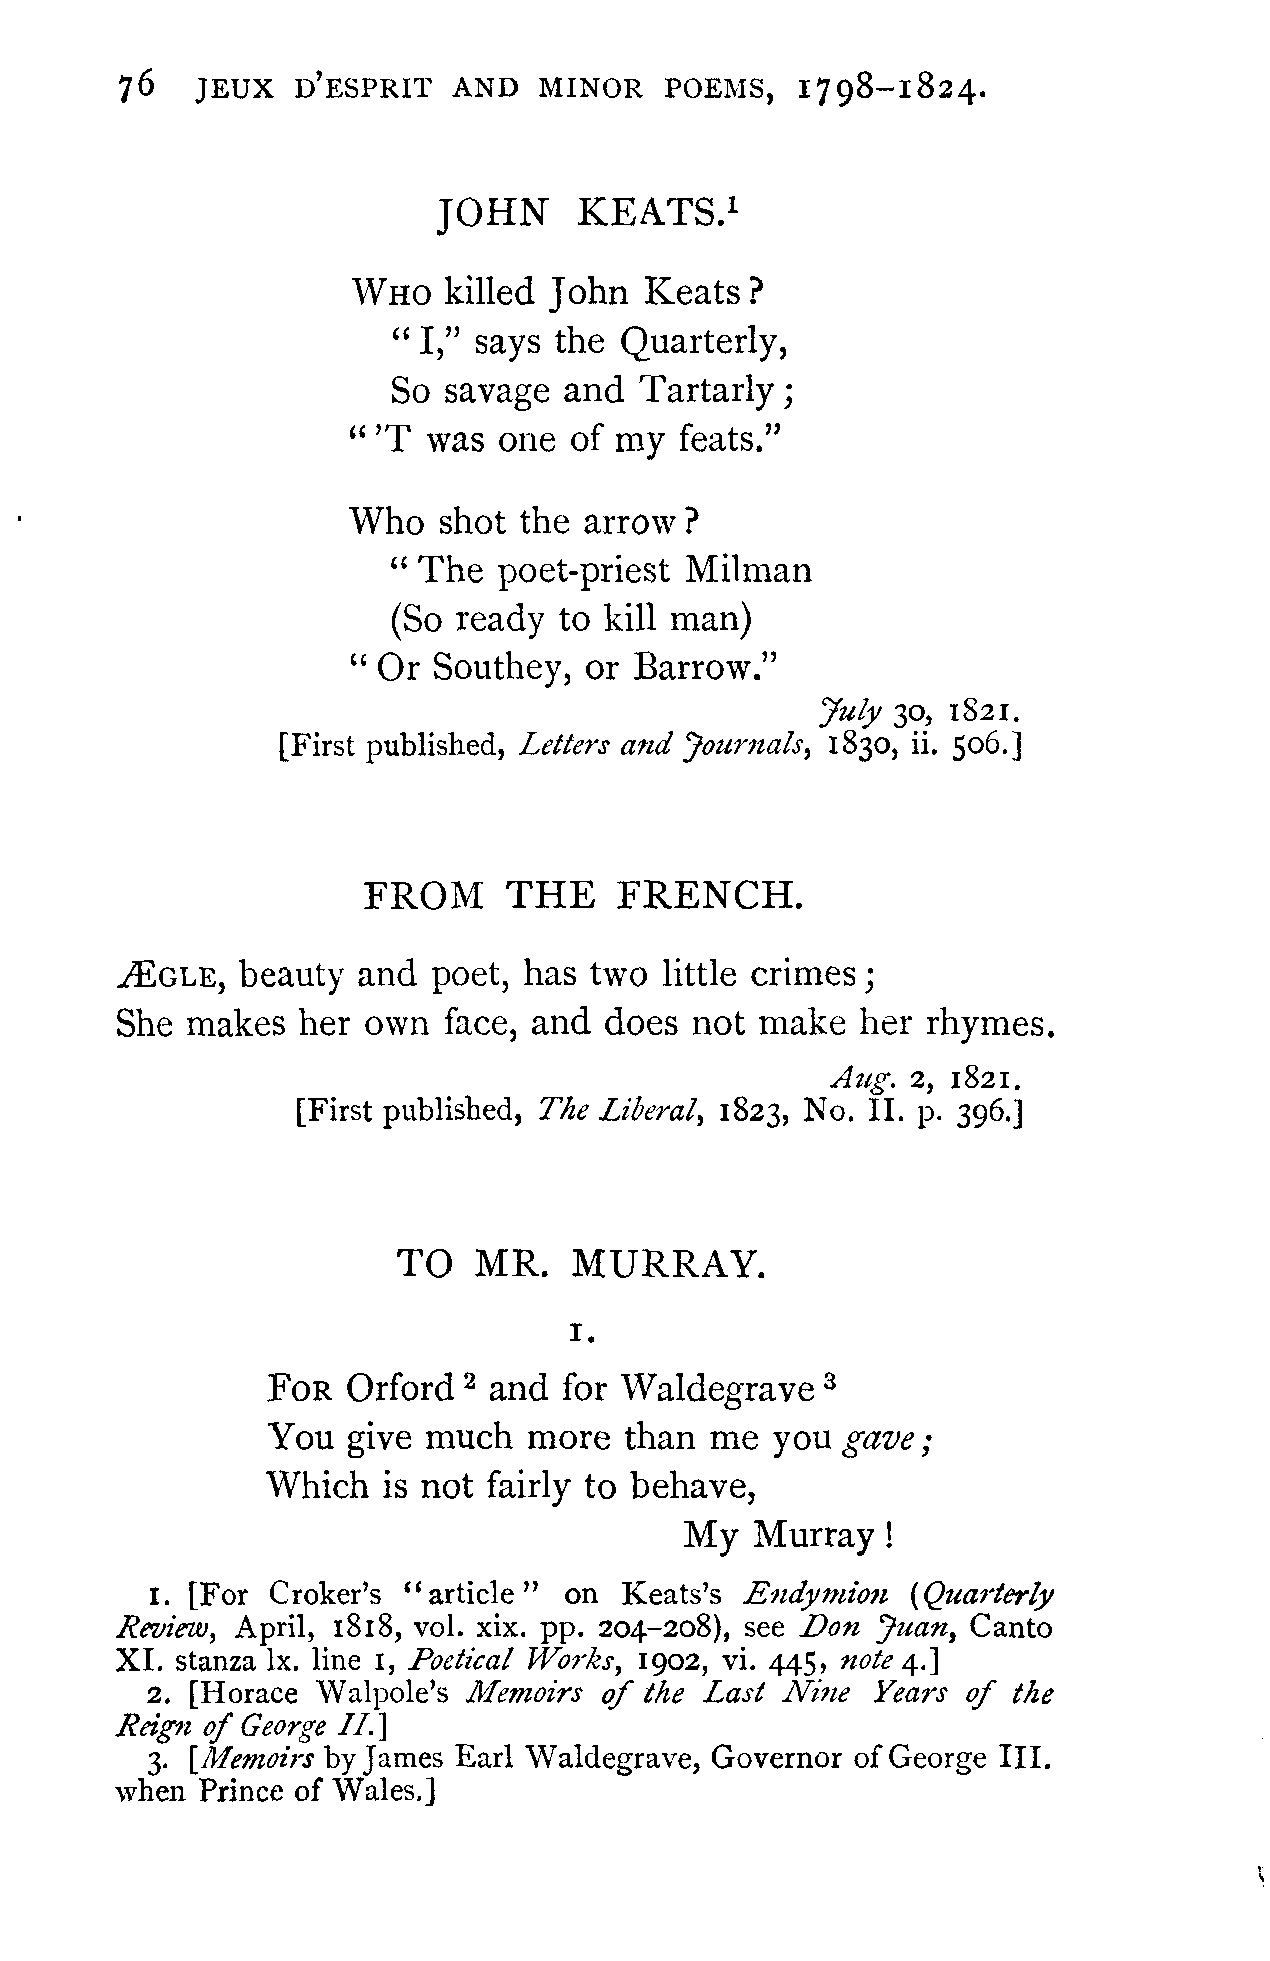 76 JEUX D'ESPRIT AND MINOR POEMS, 1798–1824.
JOHN KEATS.¹
WHO killed John Keats?
"I," says the Quarterly,
So savage and Tartarly;
"'T was one of my feats."
Who shot the arrow?
"The poet-priest Milman
(So ready to kill man)
"Or Southey, or Barrow."
July 30, 1821.
[First published, Letters and Journals, 1830, ii. 506.]
FROM THE FRENCH.
ÆGLE, beauty and poet, has two little crimes;
She makes her own face, and does not make her rhymes.
Aug. 2, 1821.
[First published, The Liberal, 1823, No. II. p. 396.]
TO MR. MURRAY.
1.
FOR Orford ² and for Waldegrave ³
You give much more than me you gave;
Which is not fairly to behave,
My Murray!
1. [For Croker's "article" on Keats's Endymion (Quarterly
Review, April, 1818, vol. xix. pp. 204–208), see Don Juan, Canto
XI. stanza lx. line 1, Poetical Works, 1902, vi. 445, note 4.]
2. [Horace Walpole's Memoirs of the Last Nine Years of the
Reign of George II.]
3. [Memoirs by James Earl Waldegrave, Governor of George III.
when Prince of Wales.]